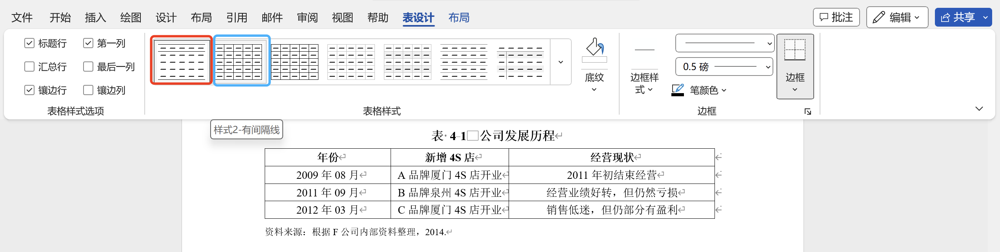 文件 开始 插入 绘图 设计 布局 引用 邮件 审阅 视图 帮助 表设计 布局 批注 编辑 共享
标题行 第一列
汇总行 最后一列
镶边行 镶边列
表格样式选项
表格样式
底纹
边框样式
0.5 磅
笔颜色
边框
边框
样式2-有间隔线
表 4-1 公司发展历程
年份 新增 4S 店 经营现状
2009 年 08 月 A 品牌厦门 4S 店开业 2011 年初结束经营
2011 年 09 月 B 品牌泉州 4S 店开业 经营业绩好转，但仍然亏损
2012 年 03 月 C 品牌厦门 4S 店开业 销售低迷，但仍部分有盈利
资料来源：根据 F 公司内部资料整理，2014.